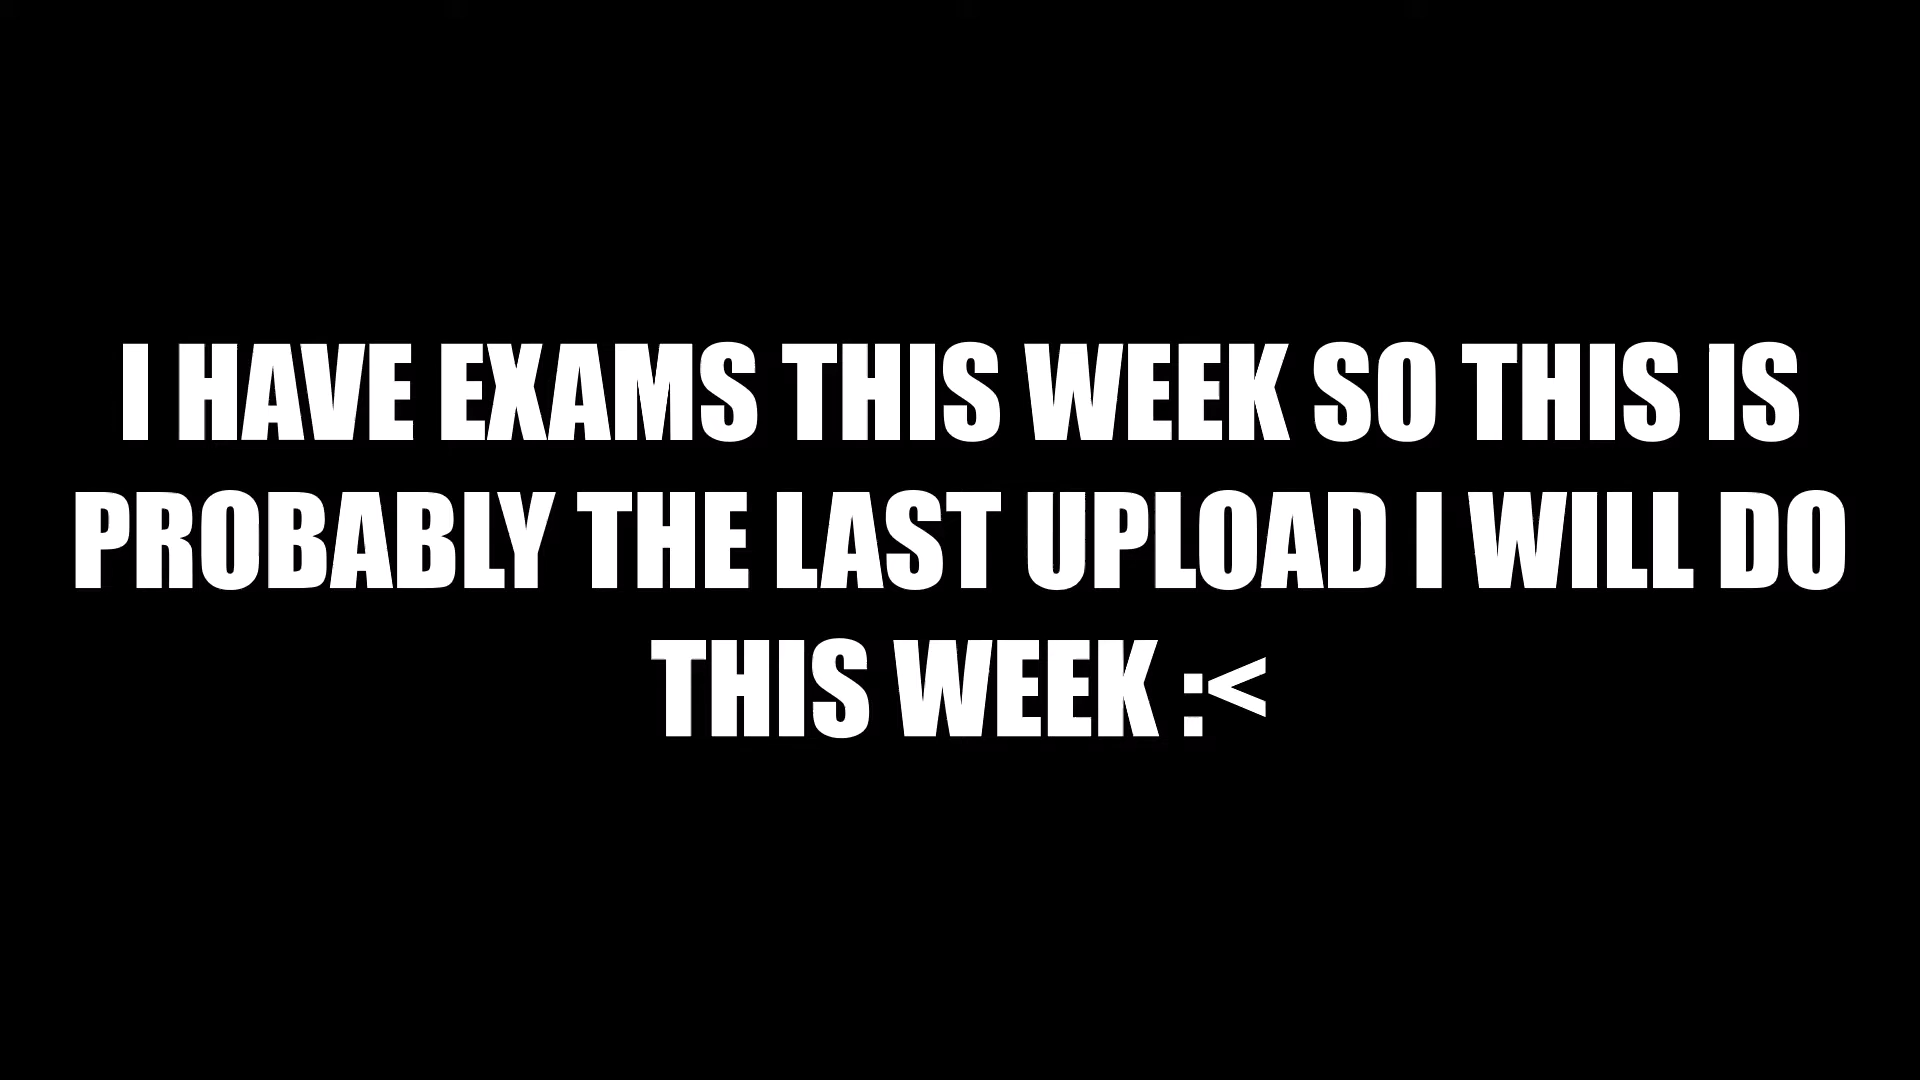 I HAVE EXAMS THIS WEEK SO THIS IS
PROBABLY THE LAST UPLOAD I WILL DO
THIS WEEK :<